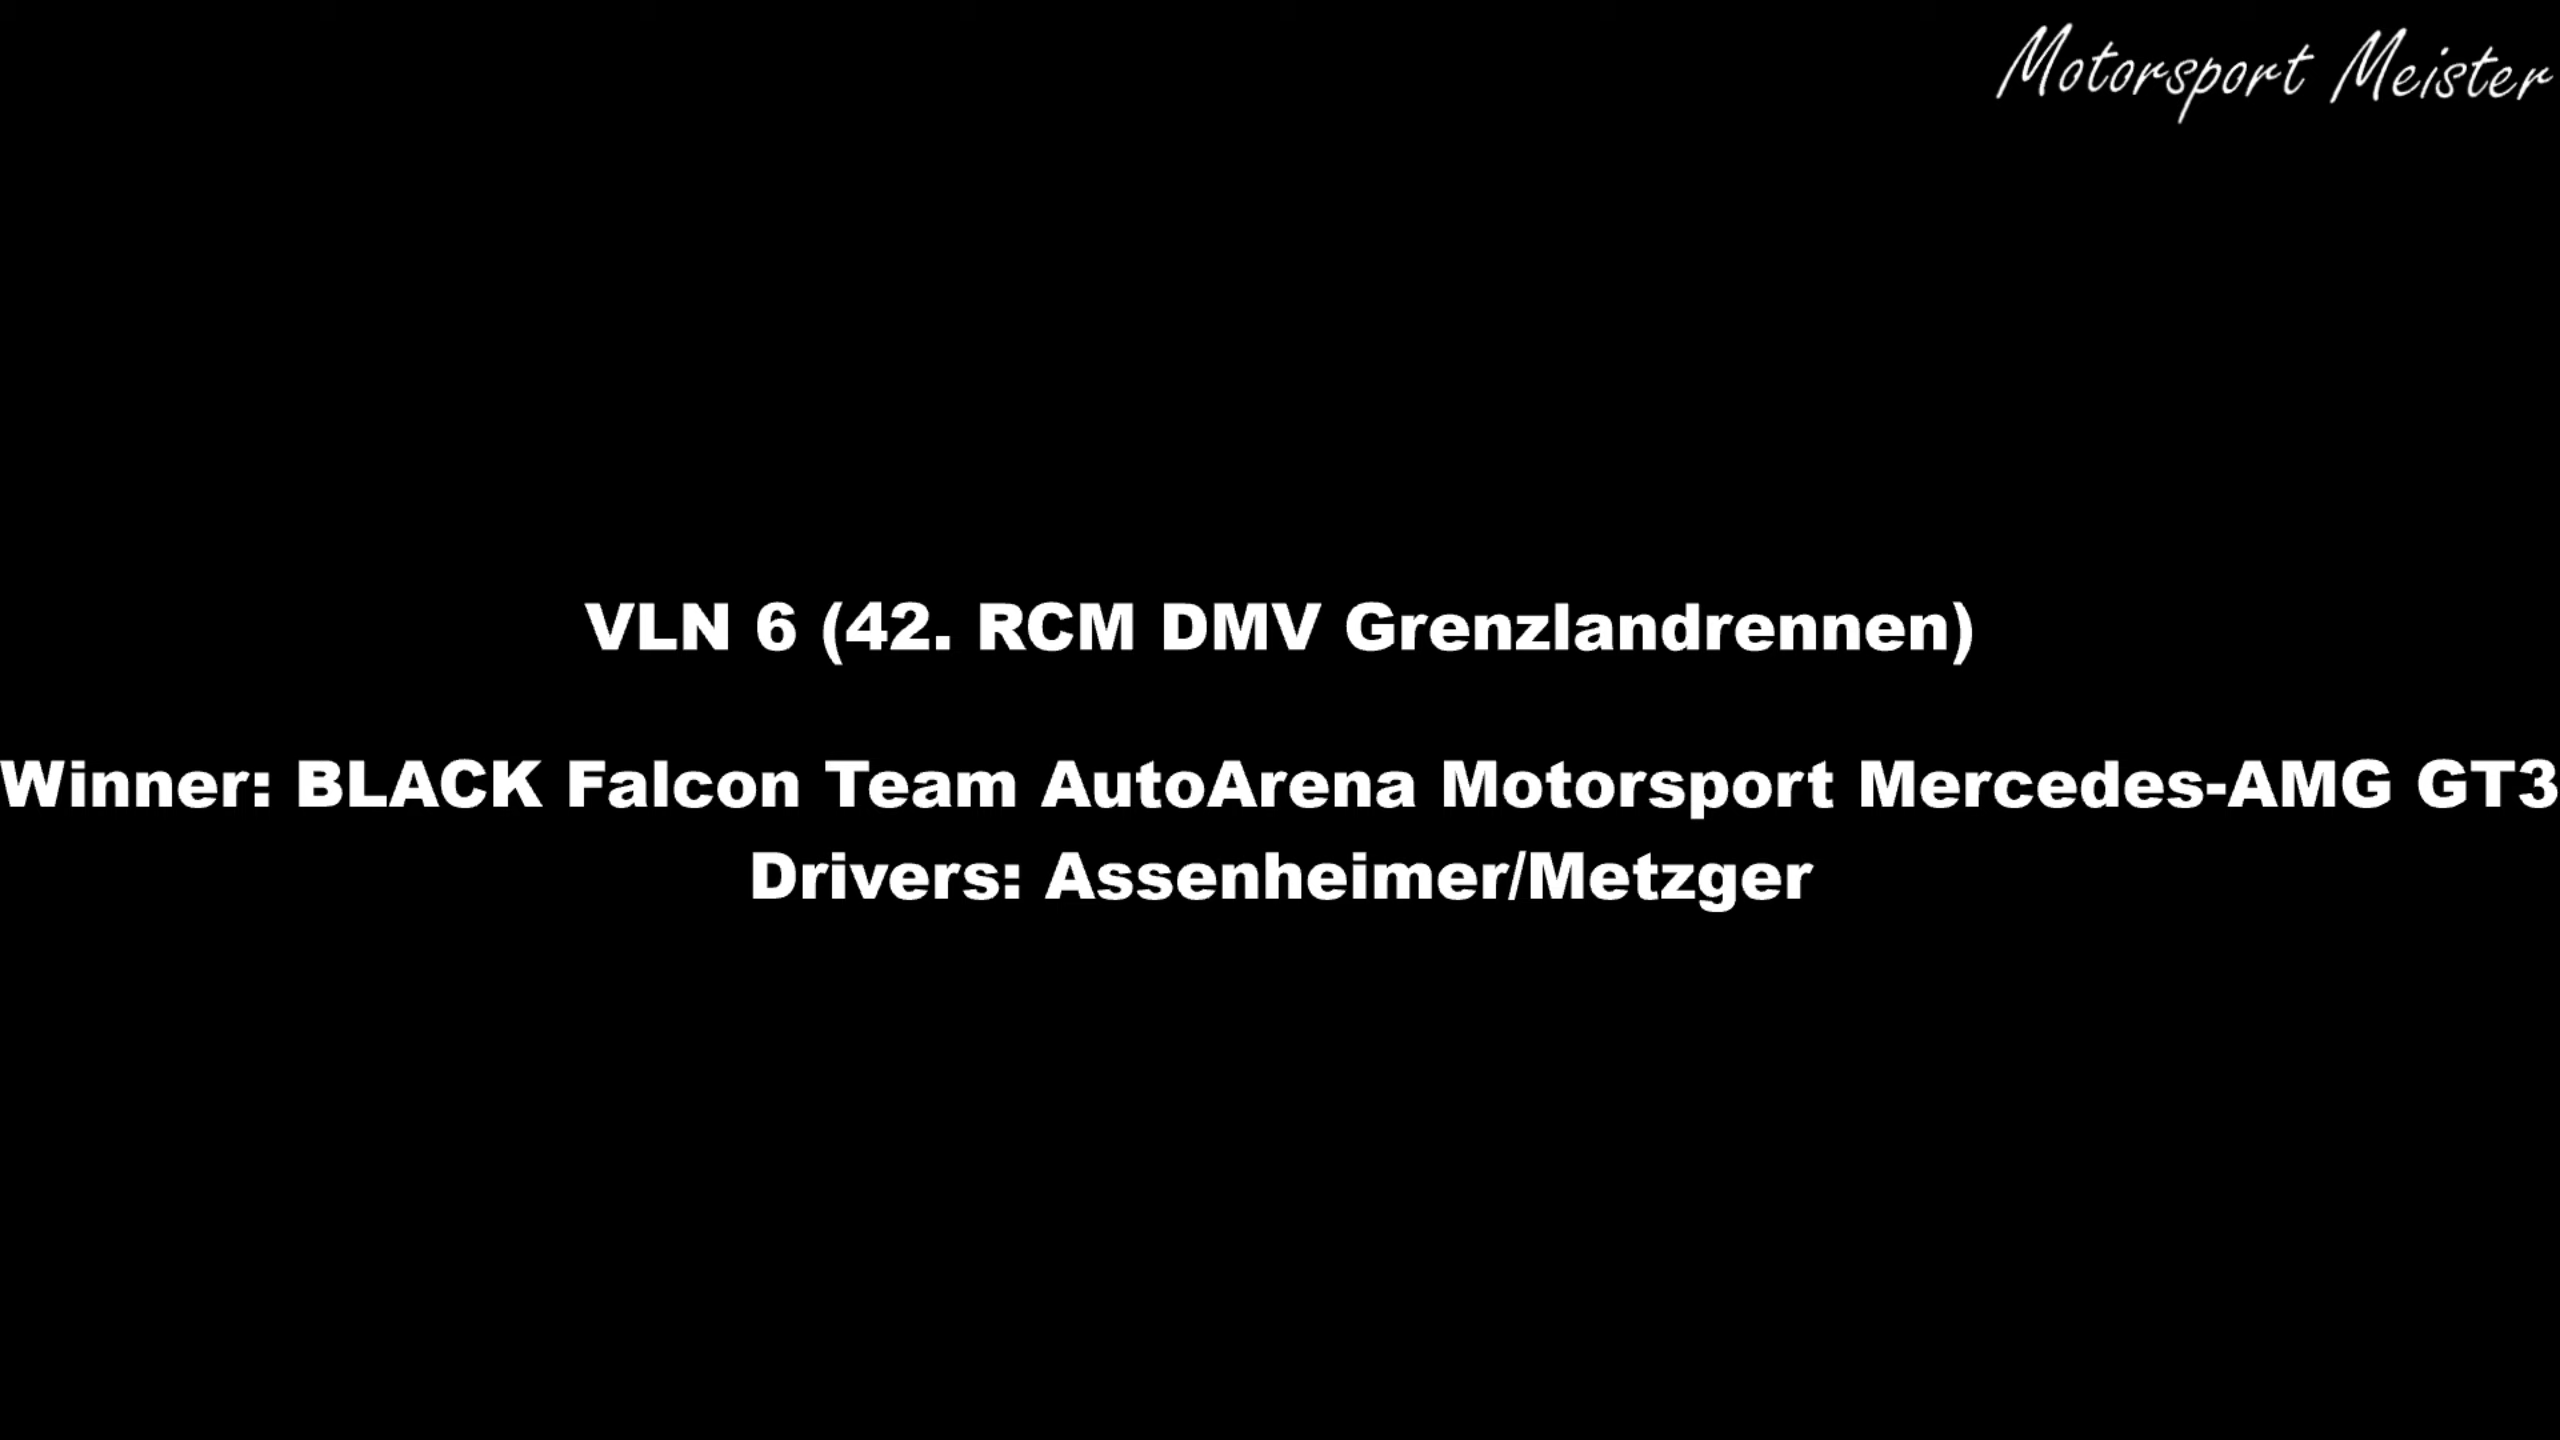 Motorsport Meister
VLN 6 (42. RCM DMV Grenzlandrennen)
Winner: BLACK Falcon Team AutoArena Motorsport Mercedes-AMG GT3
Drivers: Assenheimer/Metzger